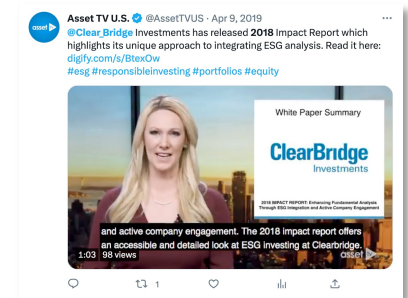 Asset TV U.S. @AssetTVUS · Apr 9, 2019
asset
@Clear_Bridge Investments has released 2018 Impact Report which
highlights its unique approach to integrating ESG analysis. Read it here:
digify.com/s/BtexOw
#esg #responsibleinvesting #portfolios #equity
White Paper Summary
ClearBridge
Investments
2018 IMPACT REPORT: Enhancing Fundamental Analysis
Through ESG Integration and Active Company Engagement
and active company engagement. The 2018 impact report offers
an accessible and detailed look at ESG investing at Clearbridge.
1:03 98 views
asset
1